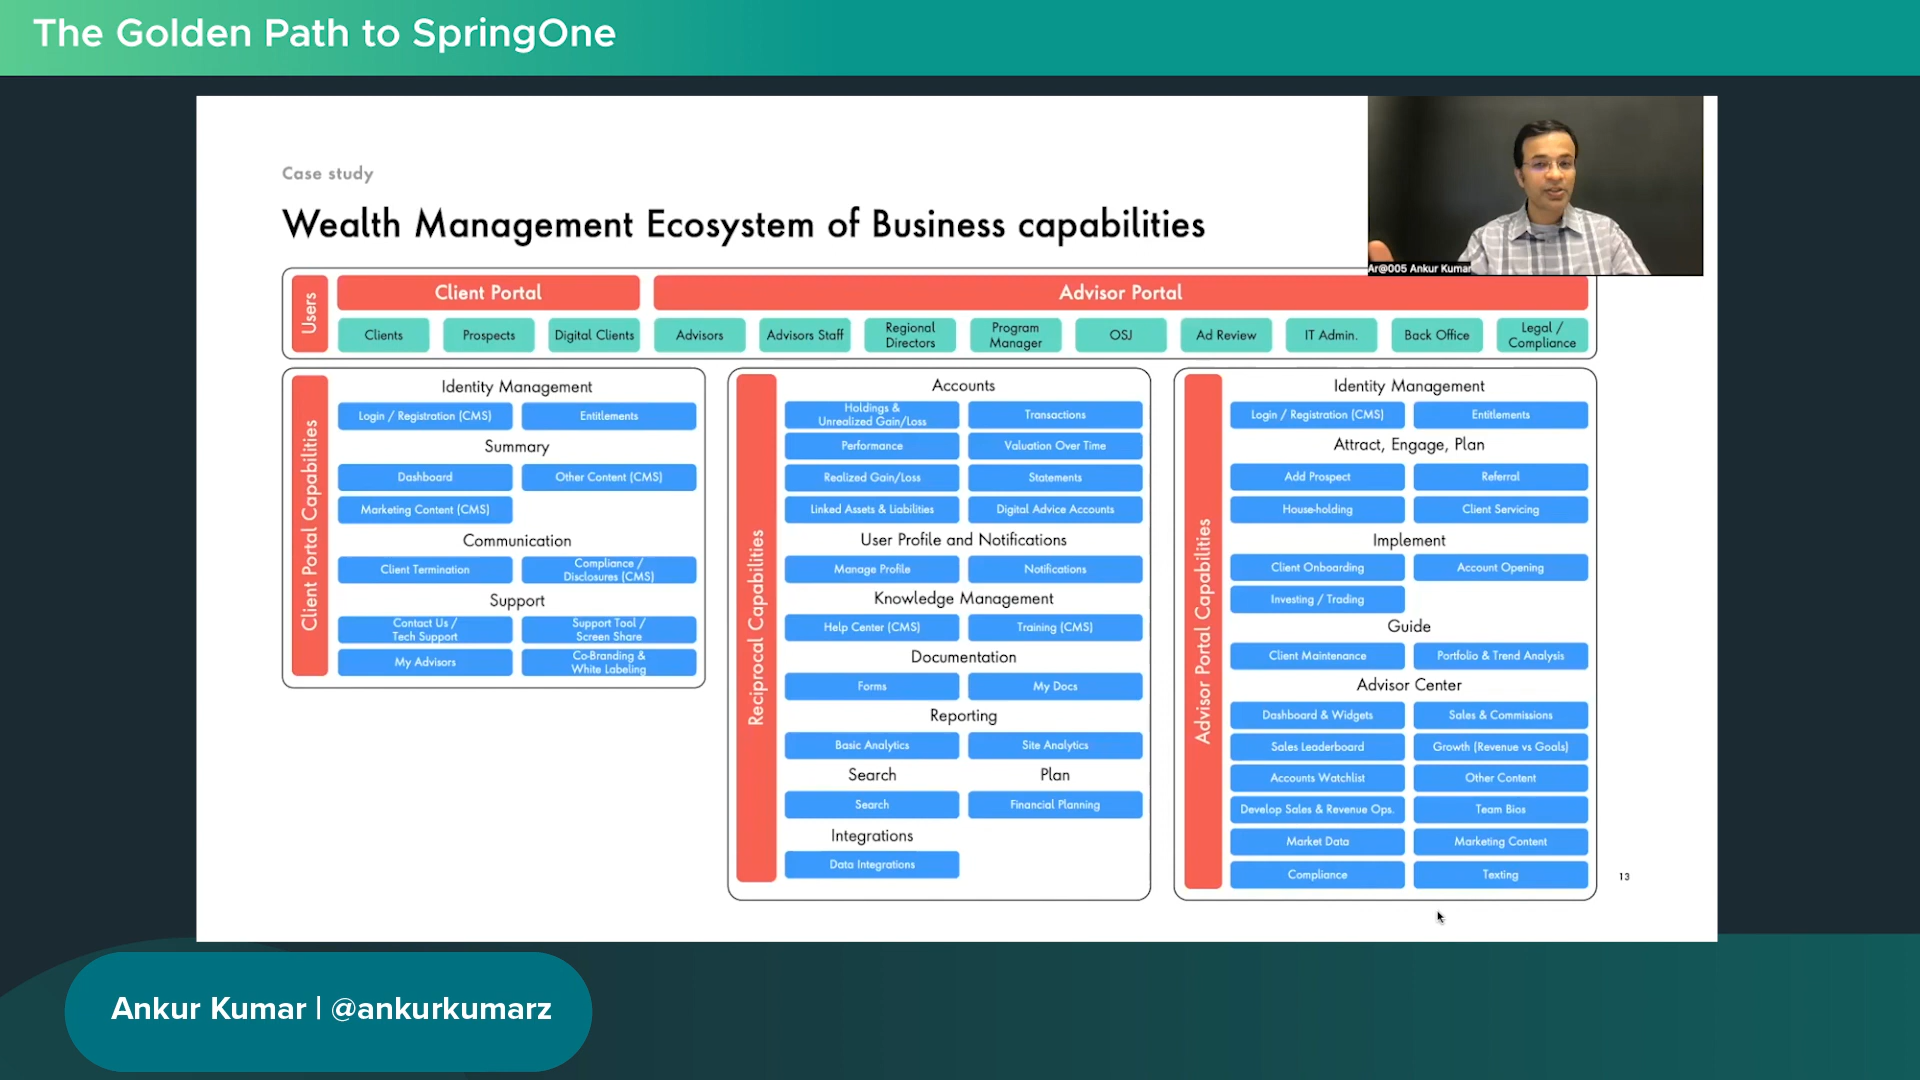 The Golden Path to SpringOne
Case study
Wealth Management Ecosystem of Business capabilities
Ar@005 Ankur Kumar
Users
Client Portal
Advisor Portal
Clients
Prospects
Digital Clients
Advisors
Advisors Staff
Regional
Directors
Program
Manager
OSJ
Ad Review
IT Admin.
Back Office
Legal /
Compliance
Client Portal Capabilities
Identity Management
Login / Registration (CMS)
Entitlements
Summary
Dashboard
Other Content (CMS)
Marketing Content (CMS)
Communication
Client Termination
Compliance /
Disclosures (CMS)
Support
Contact Us /
Tech Support
Support Tool /
Screen Share
My Advisors
Co-Branding &
White Labeling
Reciprocal Capabilities
Accounts
Holdings &
Unrealized Gain/Loss
Transactions
Performance
Valuation Over Time
Realized Gain/Loss
Statements
Linked Assets & Liabilities
Digital Advice Accounts
User Profile and Notifications
Manage Profile
Notifications
Knowledge Management
Help Center (CMS)
Training (CMS)
Documentation
Forms
My Docs
Reporting
Basic Analytics
Site Analytics
Search
Plan
Search
Financial Planning
Integrations
Data Integrations
Advisor Portal Capabilities
Identity Management
Login / Registration (CMS)
Entitlements
Attract, Engage, Plan
Add Prospect
Referral
House-holding
Client Servicing
Implement
Client Onboarding
Account Opening
Investing / Trading
Guide
Client Maintenance
Portfolio & Trend Analysis
Advisor Center
Dashboard & Widgets
Sales & Commissions
Sales Leaderboard
Growth (Revenue vs Goals)
Accounts Watchlist
Other Content
Develop Sales & Revenue Ops.
Team Bios
Market Data
Marketing Content
Compliance
Texting
13
Ankur Kumar | @ankurkumarz